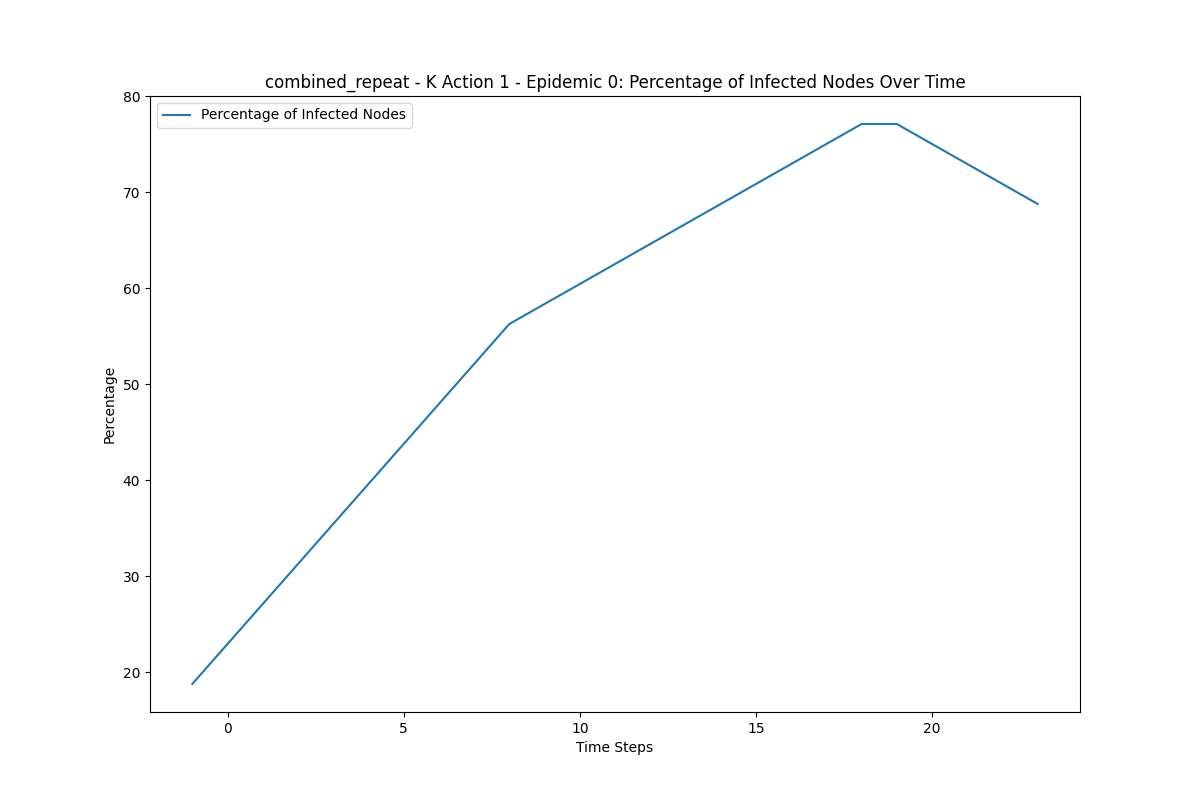 combined_repeat - K Action 1 - Epidemic 0: Percentage of Infected Nodes Over Time
Percentage of Infected Nodes
80
70
60
50
40
30
20
Percentage
0 5 10 15 20
Time Steps